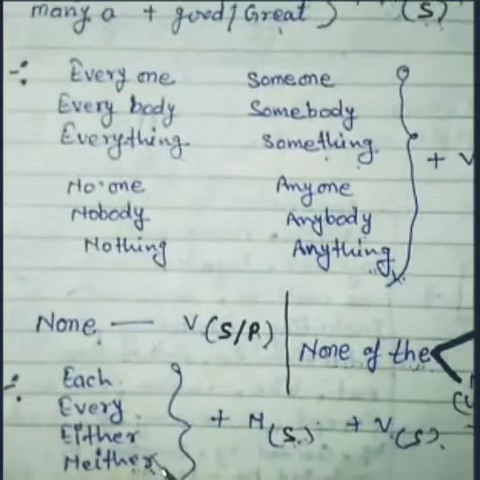 many a + good/Great ) (S)
-: Every one Someone
Every body Somebody
Everything Something + V
No one Anyone
Nobody Anybody
Nothing Anything
None — V(S/P) | None of the <
-: Each
Every
Either + N(S) + V(S)
Neither